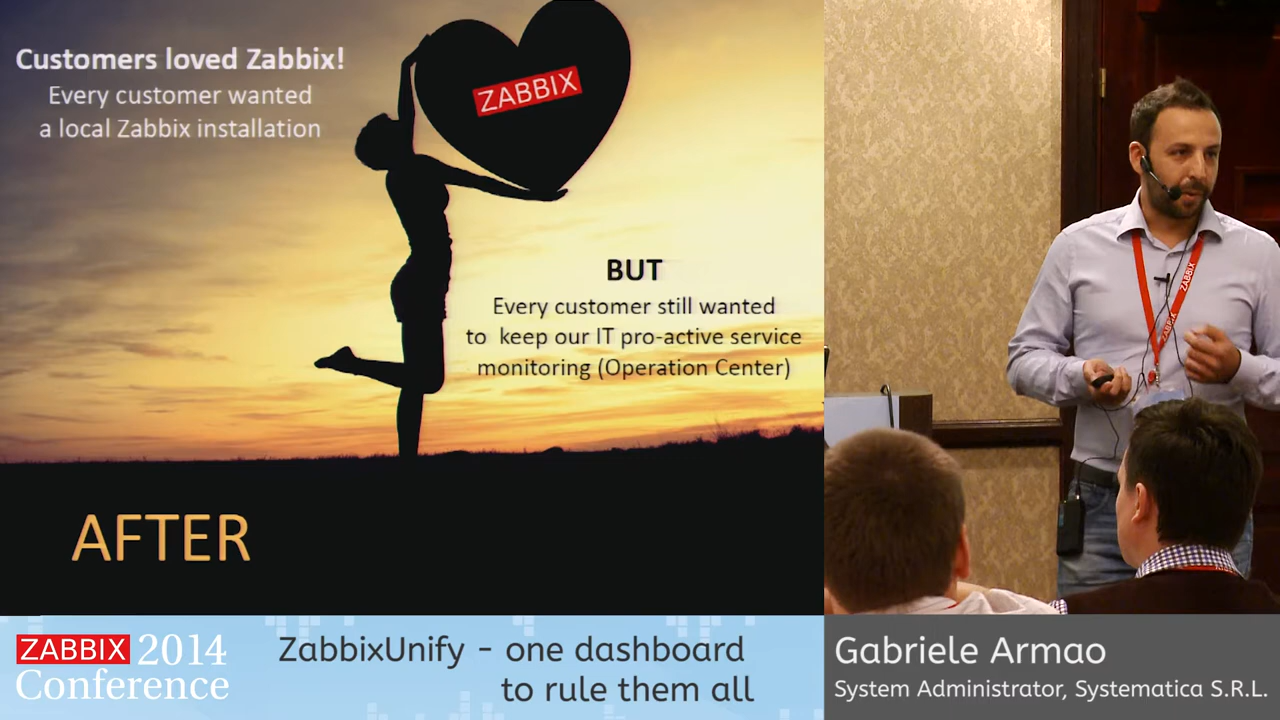 Customers loved Zabbix!
Every customer wanted
a local Zabbix installation
ZABBIX
BUT
Every customer still wanted
to keep our IT pro-active service
monitoring (Operation Center)
AFTER
ZABBIX
ZABBIX
ZABBIX 2014
Conference
ZabbixUnify - one dashboard
to rule them all
Gabriele Armao
System Administrator, Systematica S.R.L.